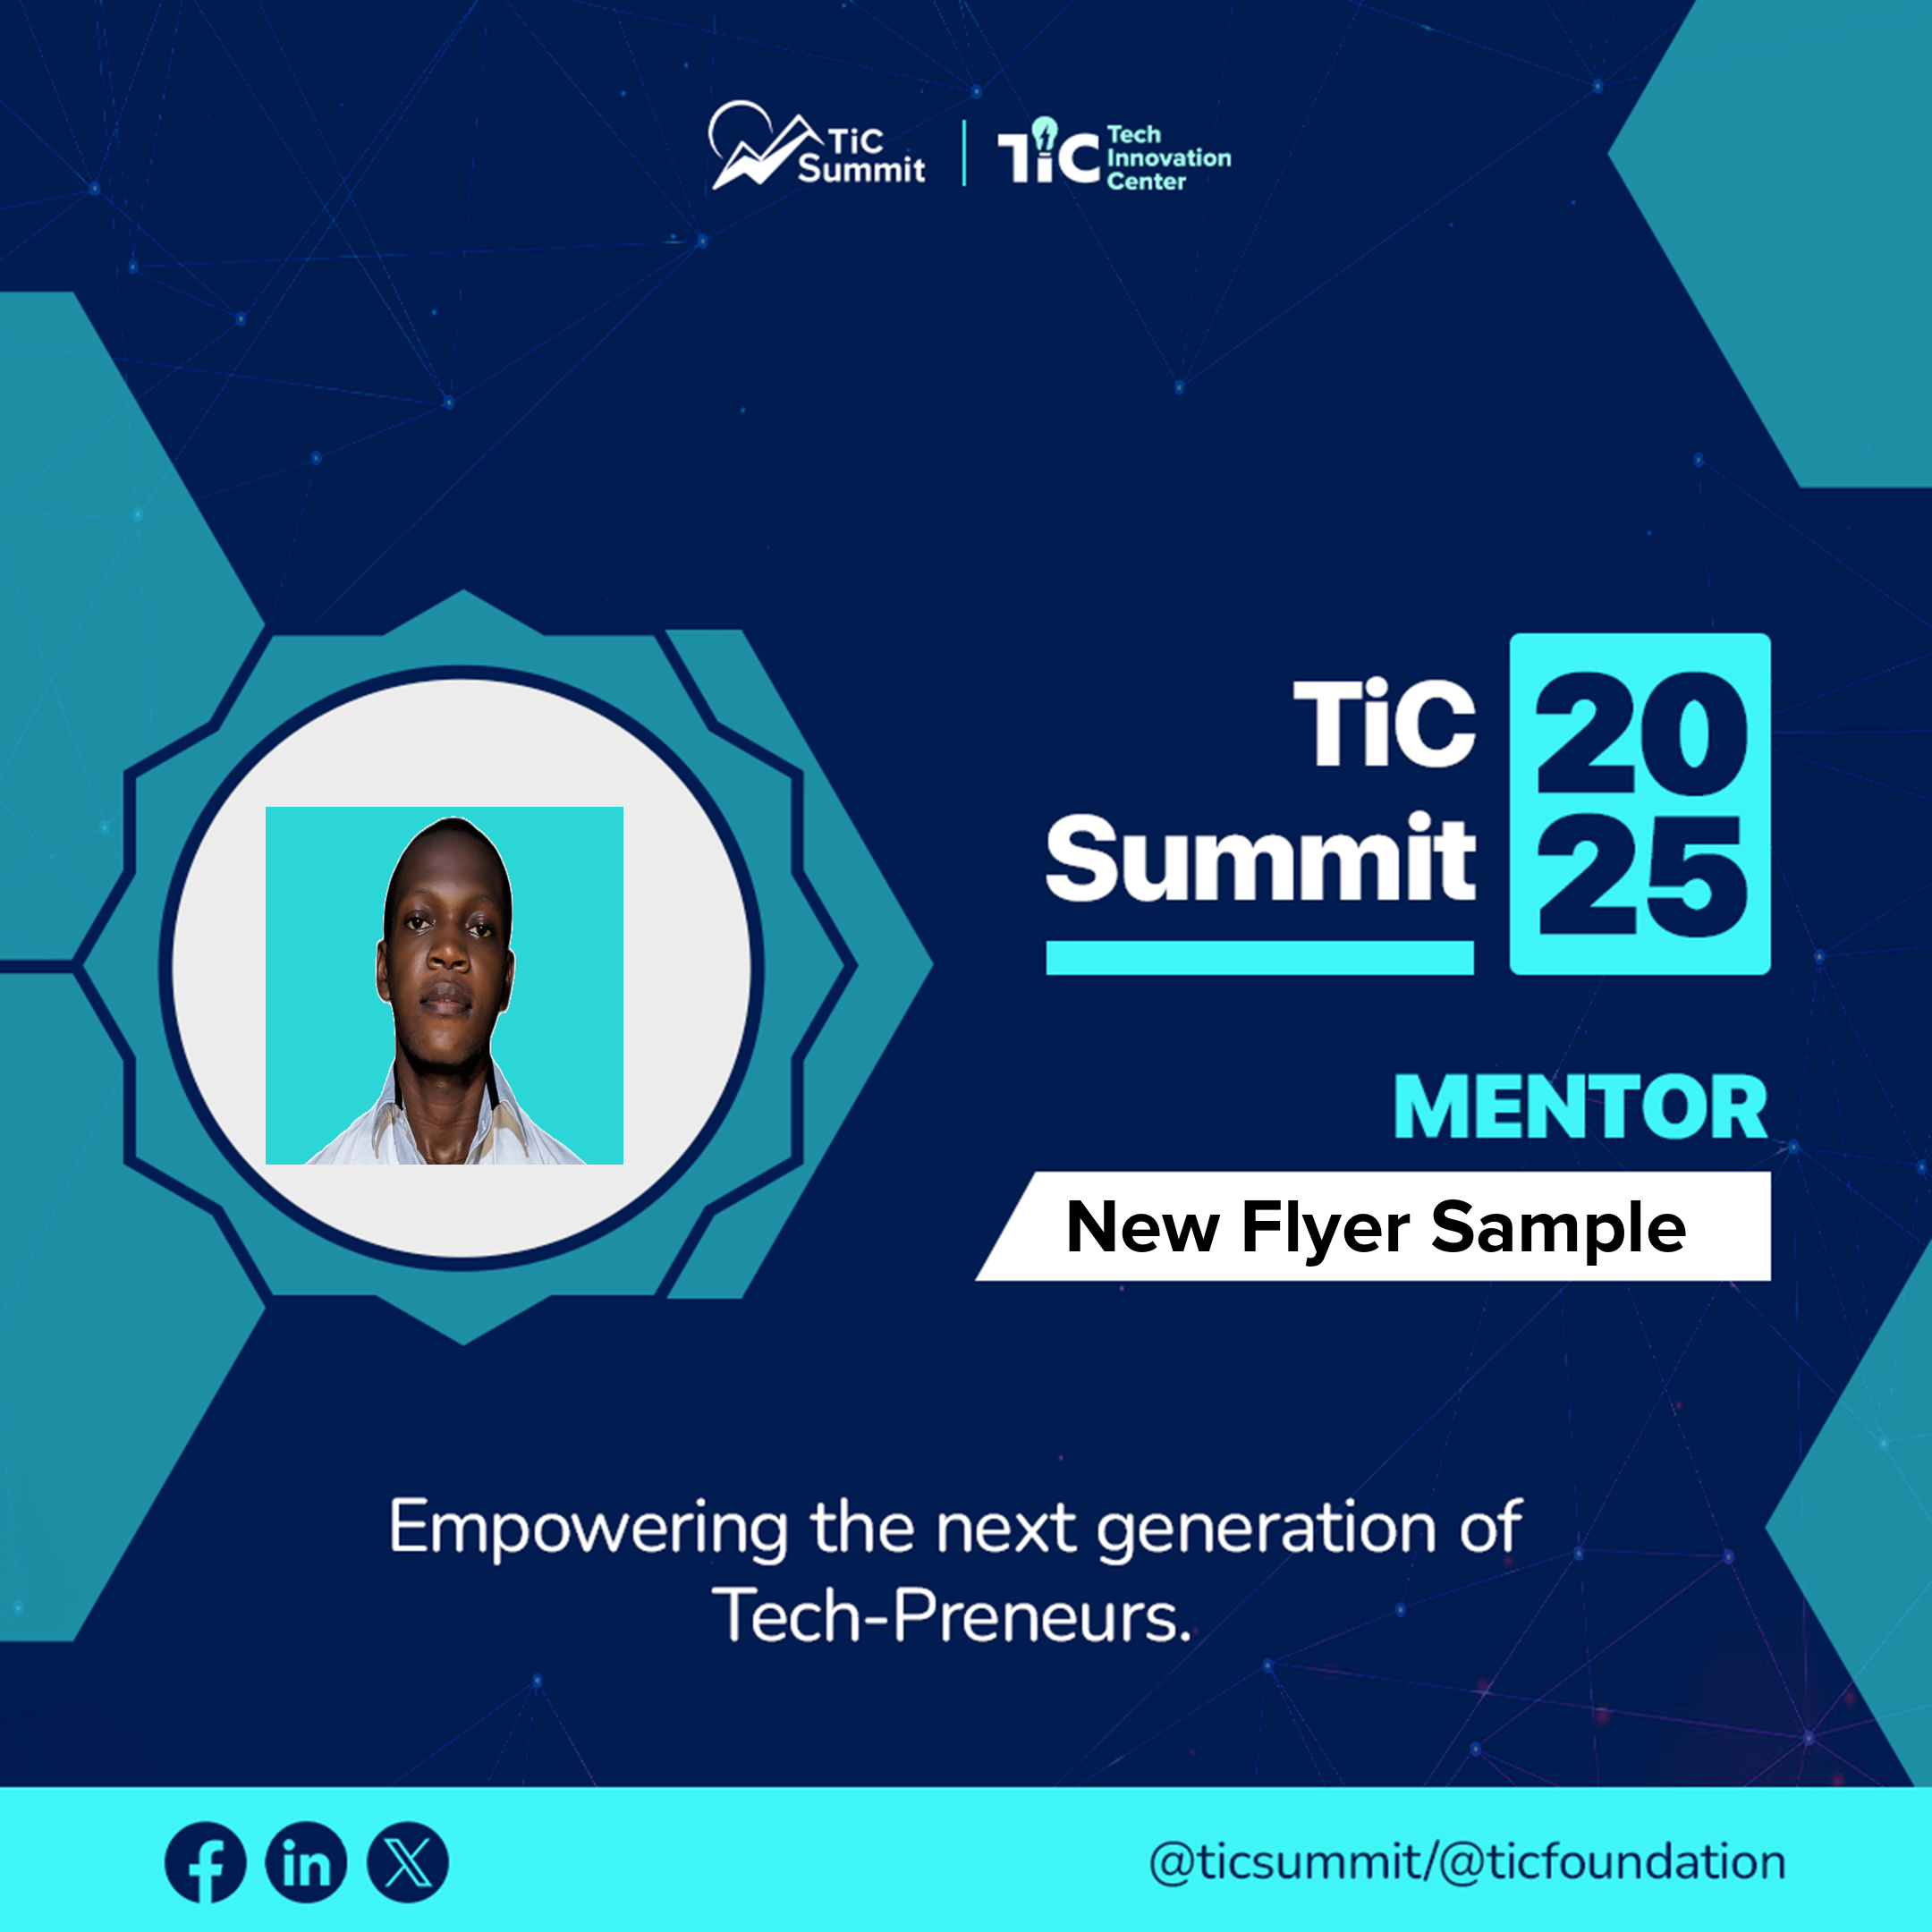 TiC
Summit
TiC
Tech
Innovation
Center
TiC
Summit
20
25
MENTOR
New Flyer Sample
Empowering the next generation of
Tech-Preneurs.
@ticsummit/@ticfoundation